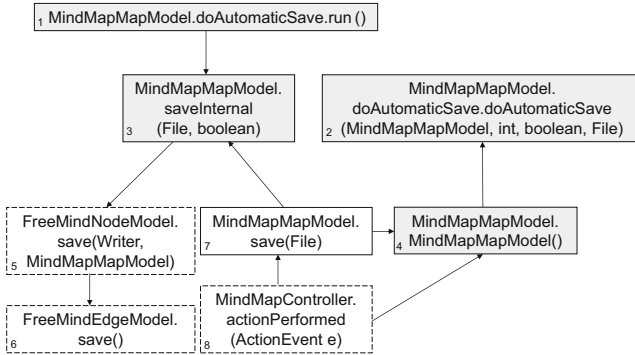 1 MindMapMapModel.doAutomaticSave.run ()
MindMapMapModel.
saveInternal
(File, boolean)
3
MindMapMapModel.
doAutomaticSave.doAutomaticSave
(MindMapMapModel, int, boolean, File)
2
FreeMindNodeModel.
save(Writer,
MindMapMapModel)
5
MindMapMapModel.
save(File)
7
MindMapMapModel.
MindMapMapModel()
4
FreeMindEdgeModel.
save()
6
MindMapController.
actionPerformed
(ActionEvent e)
8